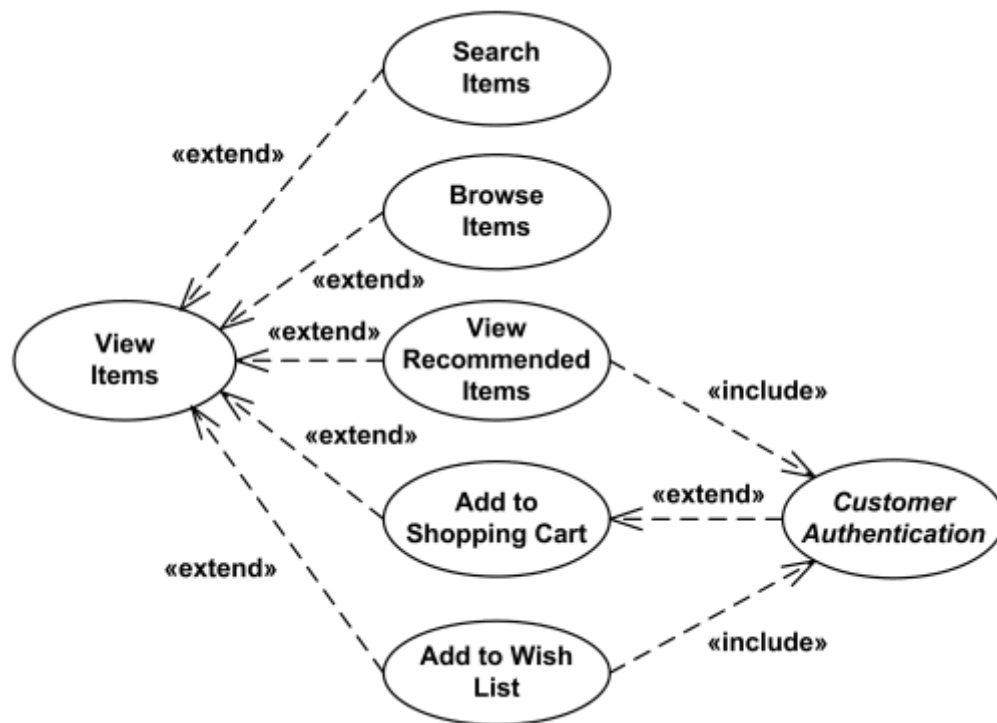 Search
Items
«extend»
Browse
Items
«extend»
View
Items
«extend»
View
Recommended
Items
«include»
«extend»
Add to
Shopping Cart
«extend»
Customer
Authentication
«extend»
Add to Wish
List
«include»